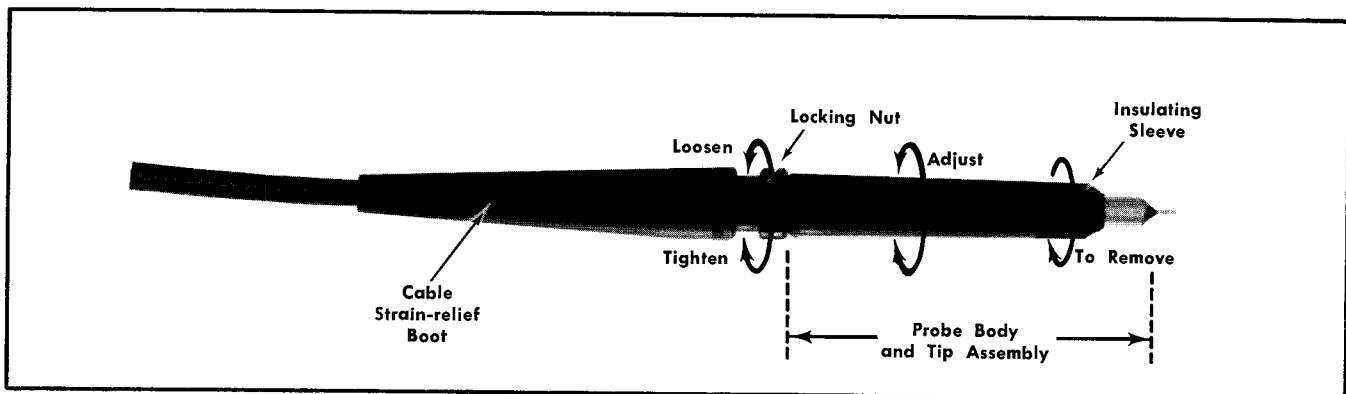 Loosen
Locking Nut
Adjust
Insulating
Sleeve
Tighten
To Remove
Cable
Strain-relief
Boot
Probe Body
and Tip Assembly